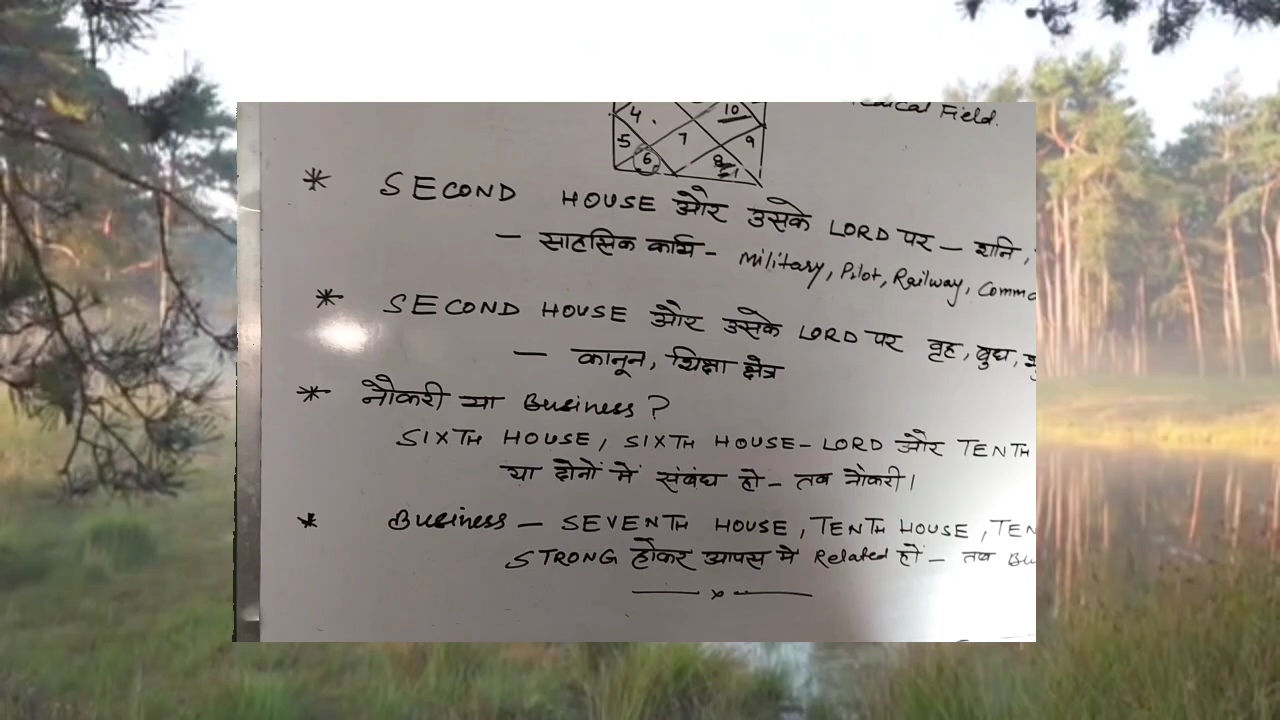 Field.
4 10
5 7 9
6 8
* SECOND HOUSE और उसके LORD पर – शनि,
– साहसिक कार्य – Military, Pilot, Railway,
* SECOND HOUSE और उसके LORD पर वृह, बुध,
– कानून, शिक्षा क्षेत्र
* नौकरी या Business?
SIXTH HOUSE, SIXTH HOUSE-LORD और TENTH
या दोनों में संबंध हो – तब नौकरी।
* Business – SEVENTH HOUSE, TENTH HOUSE,
STRONG होकर आपस में Related हो – तब
x